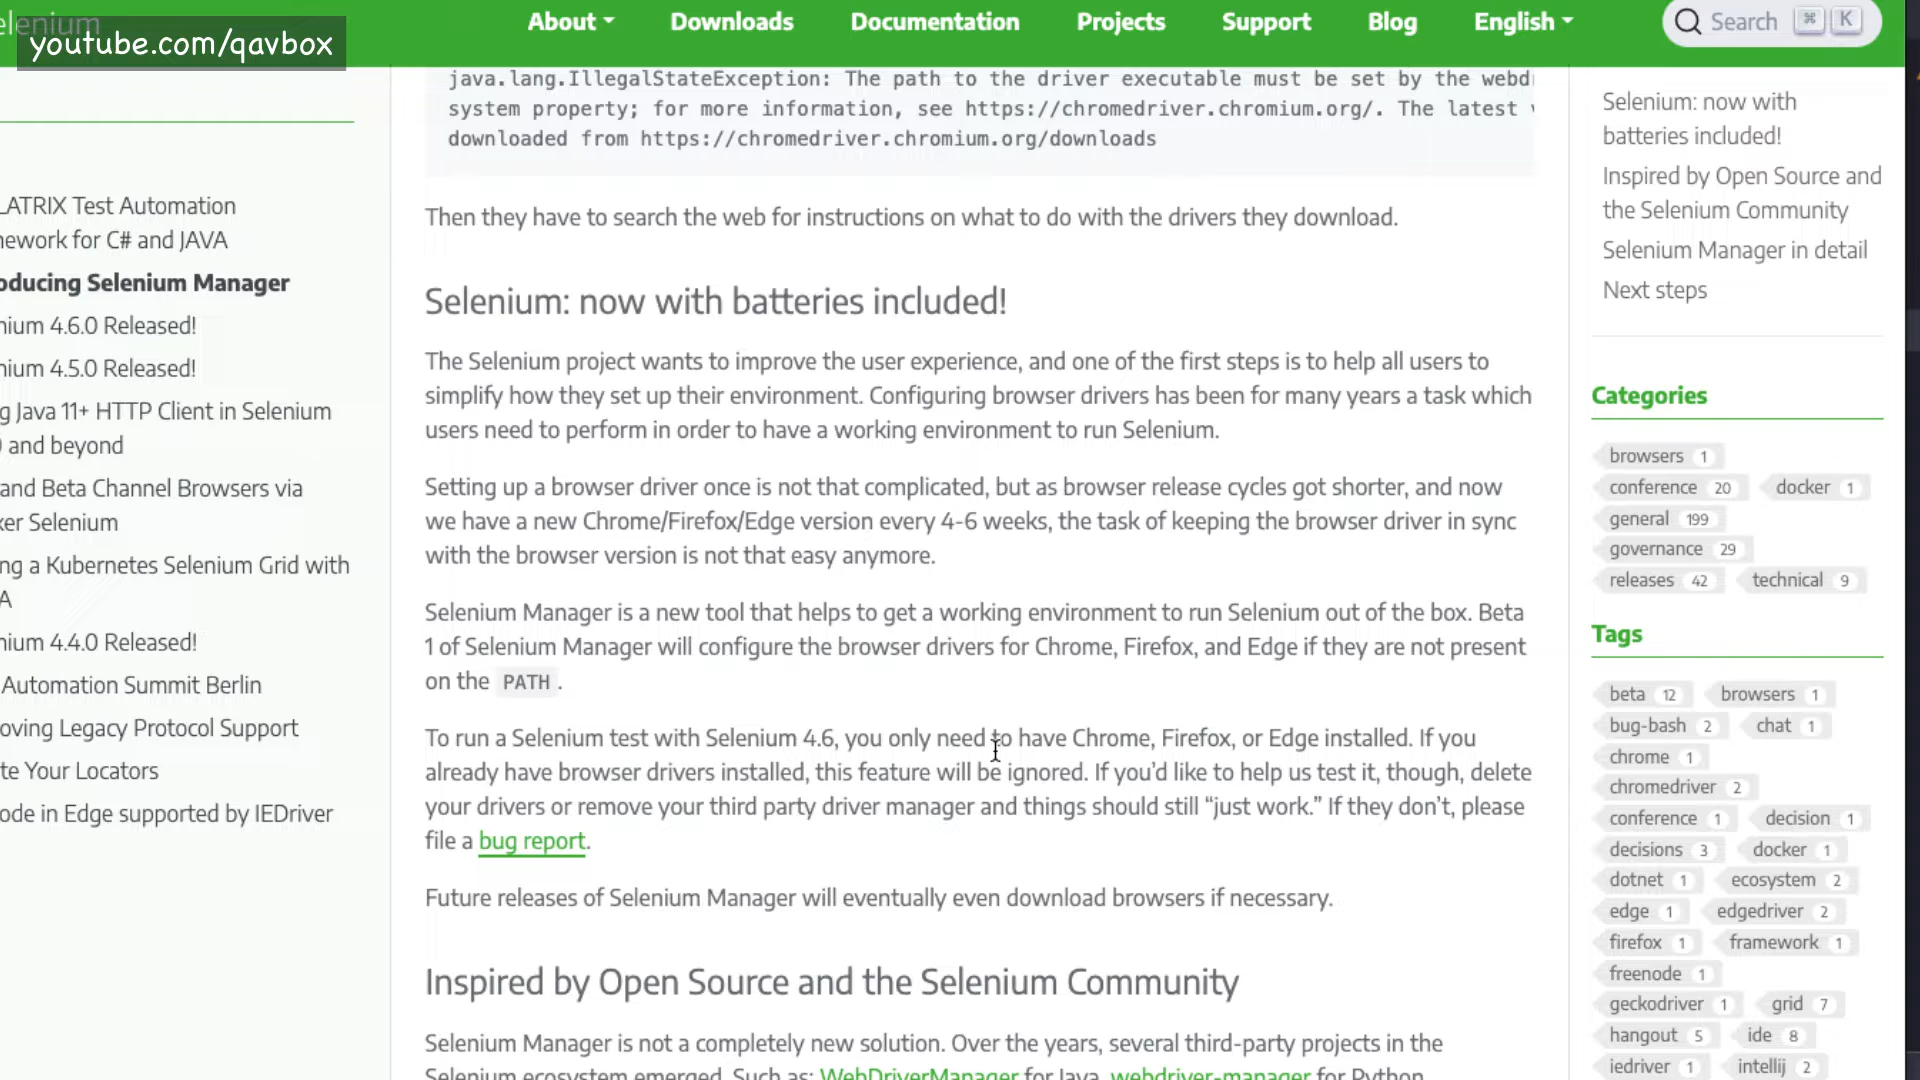 elenium
youtube.com/qavbox
About
Downloads
Documentation
Projects
Support
Blog
English
Search ⌘ K
java.lang.IllegalStateException: The path to the driver executable must be set by the webd
system property; for more information, see https://chromedriver.chromium.org/. The latest
downloaded from https://chromedriver.chromium.org/downloads
Then they have to search the web for instructions on what to do with the drivers they download.
Selenium: now with batteries included!
The Selenium project wants to improve the user experience, and one of the first steps is to help all users to
simplify how they set up their environment. Configuring browser drivers has been for many years a task which
users need to perform in order to have a working environment to run Selenium.
Setting up a browser driver once is not that complicated, but as browser release cycles got shorter, and now
we have a new Chrome/Firefox/Edge version every 4-6 weeks, the task of keeping the browser driver in sync
with the browser version is not that easy anymore.
Selenium Manager is a new tool that helps to get a working environment to run Selenium out of the box. Beta
1 of Selenium Manager will configure the browser drivers for Chrome, Firefox, and Edge if they are not present
on the PATH .
To run a Selenium test with Selenium 4.6, you only need to have Chrome, Firefox, or Edge installed. If you
already have browser drivers installed, this feature will be ignored. If you’d like to help us test it, though, delete
your drivers or remove your third party driver manager and things should still “just work.” If they don’t, please
file a bug report.
Future releases of Selenium Manager will eventually even download browsers if necessary.
Inspired by Open Source and the Selenium Community
Selenium Manager is not a completely new solution. Over the years, several third-party projects in the
Selenium ecosystem emerged. Such as: WebDriverManager for Java, webdriver-manager for Python,
LATRIX Test Automation
nework for C# and JAVA
oducing Selenium Manager
nium 4.6.0 Released!
nium 4.5.0 Released!
g Java 11+ HTTP Client in Selenium
and beyond
and Beta Channel Browsers via
ker Selenium
ng a Kubernetes Selenium Grid with
A
nium 4.4.0 Released!
Automation Summit Berlin
oving Legacy Protocol Support
te Your Locators
ode in Edge supported by IEDriver
Selenium: now with
batteries included!
Inspired by Open Source and
the Selenium Community
Selenium Manager in detail
Next steps
Categories
browsers 1
conference 20 docker 1
general 199
governance 29
releases 42 technical 9
Tags
beta 12 browsers 1
bug-bash 2 chat 1
chrome 1
chromedriver 2
conference 1 decision 1
decisions 3 docker 1
dotnet 1 ecosystem 2
edge 1 edgedriver 2
firefox 1 framework 1
freenode 1
geckodriver 1 grid 7
hangout 5 ide 8
iedriver 1 intellij 2